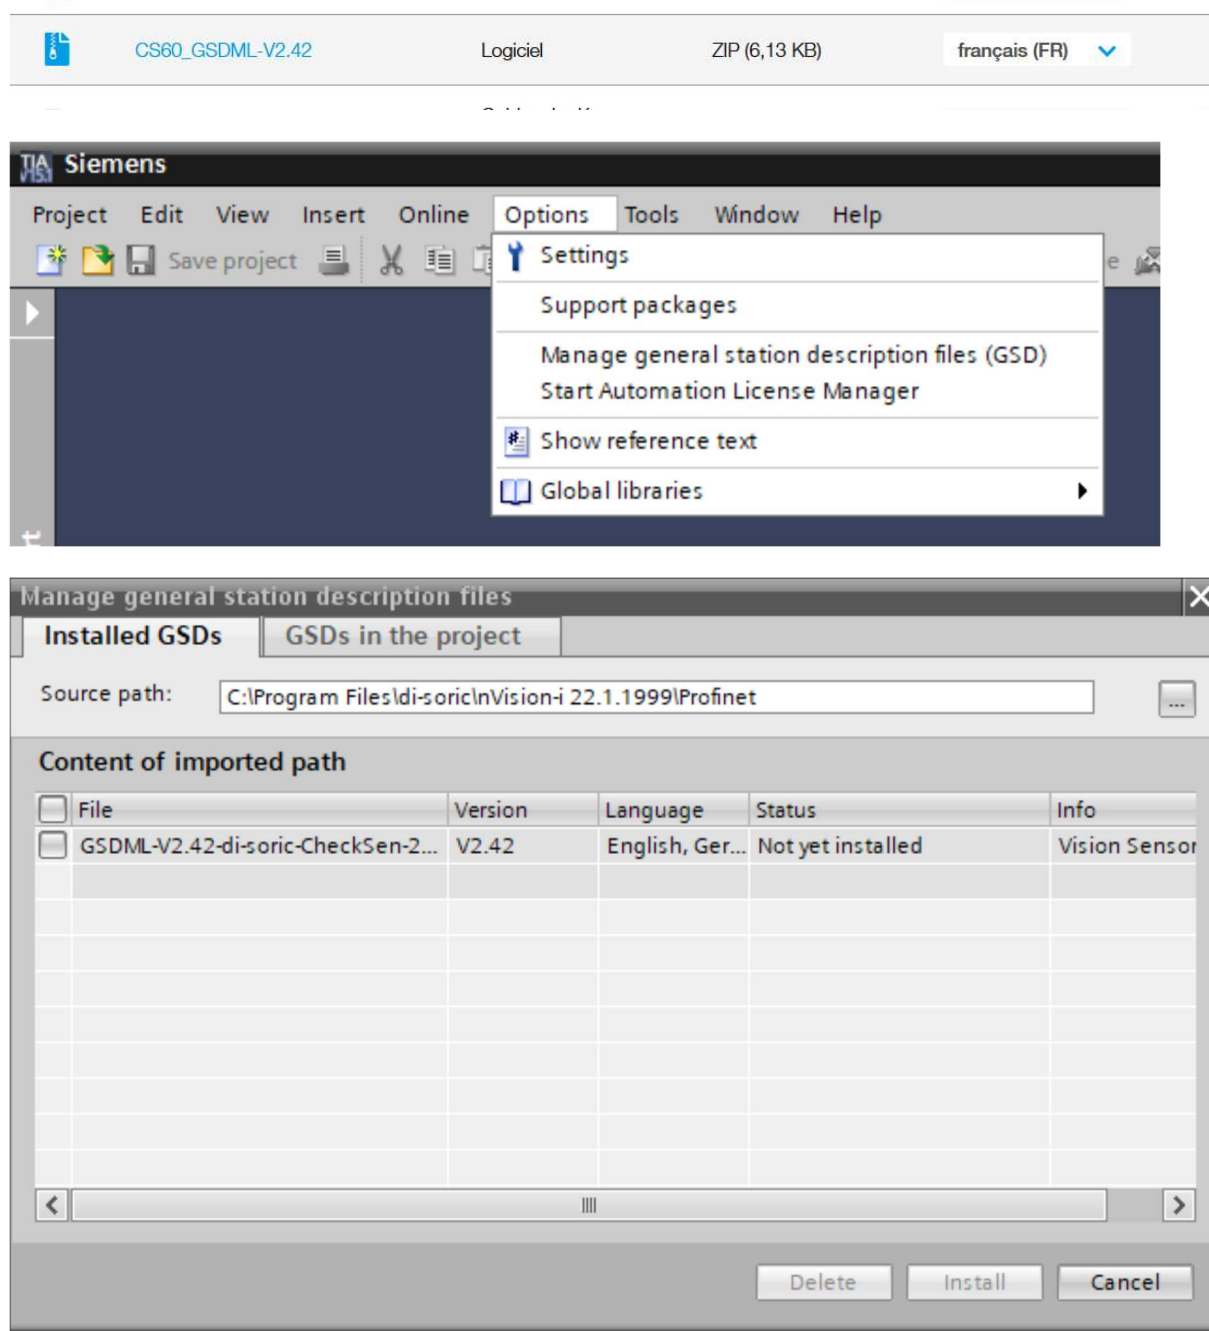 CS60_GSDML-V2.42 Logiciel ZIP (6,13 KB) français (FR)
TIA Siemens
Project Edit View Insert Online Options Tools Window Help
Save project
Settings
Support packages
Manage general station description files (GSD)
Start Automation License Manager
Show reference text
Global libraries
Manage general station description files
Installed GSDs GSDs in the project
Source path: C:\Program Files\di-soric\nVision-i 22.1.1999\Profinet ...
Content of imported path
File Version Language Status Info
GSDML-V2.42-di-soric-CheckSen-2... V2.42 English, Ger... Not yet installed Vision Sensor
Delete Install Cancel